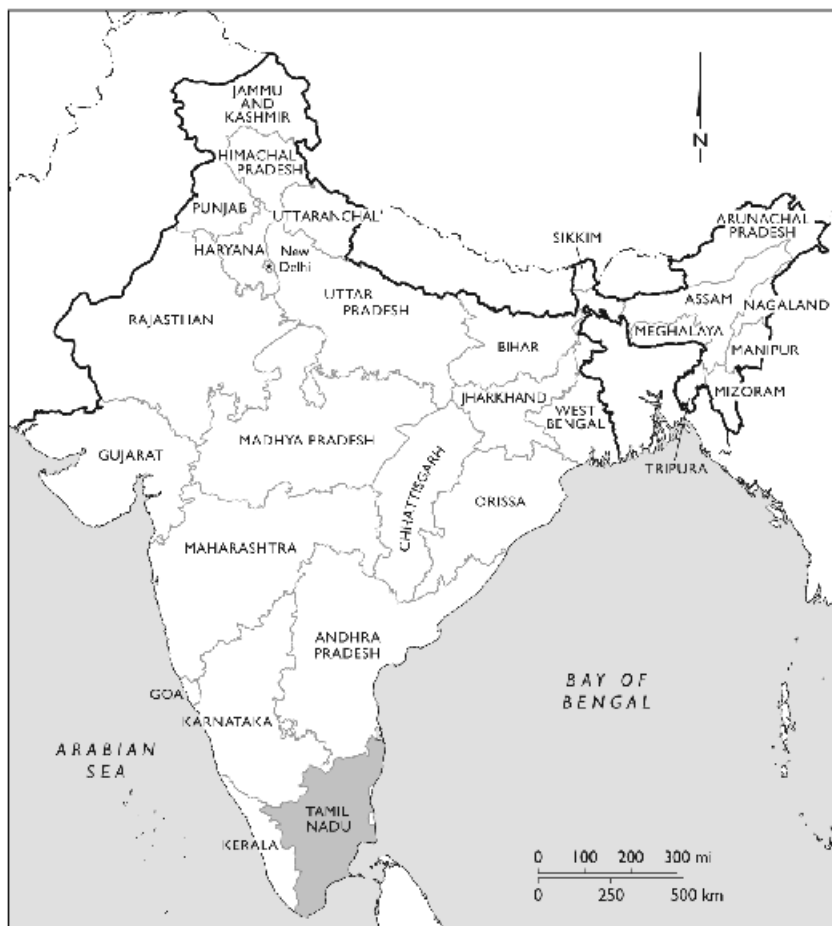 JAMMU
AND
KASHMIR
N
HIMACHAL
PRADESH
PUNJAB
UTTARANCHAL
ARUNACHAL
PRADESH
SIKKIM
HARYANA
New
Delhi
ASSAM
NAGALAND
UTTAR
PRADESH
RAJASTHAN
MEGHALAYA
BIHAR
MANIPUR
JHARKHAND
MIZORAM
WEST
BENGAL
MADHYA PRADESH
GUJARAT
TRIPURA
CHHATTISGARH
ORISSA
MAHARASHTRA
ANDHRA
PRADESH
BAY OF
BENGAL
GOA
KARNATAKA
ARABIAN
SEA
TAMIL
NADU
KERALA
0 100 200 300 mi
0 250 500 km